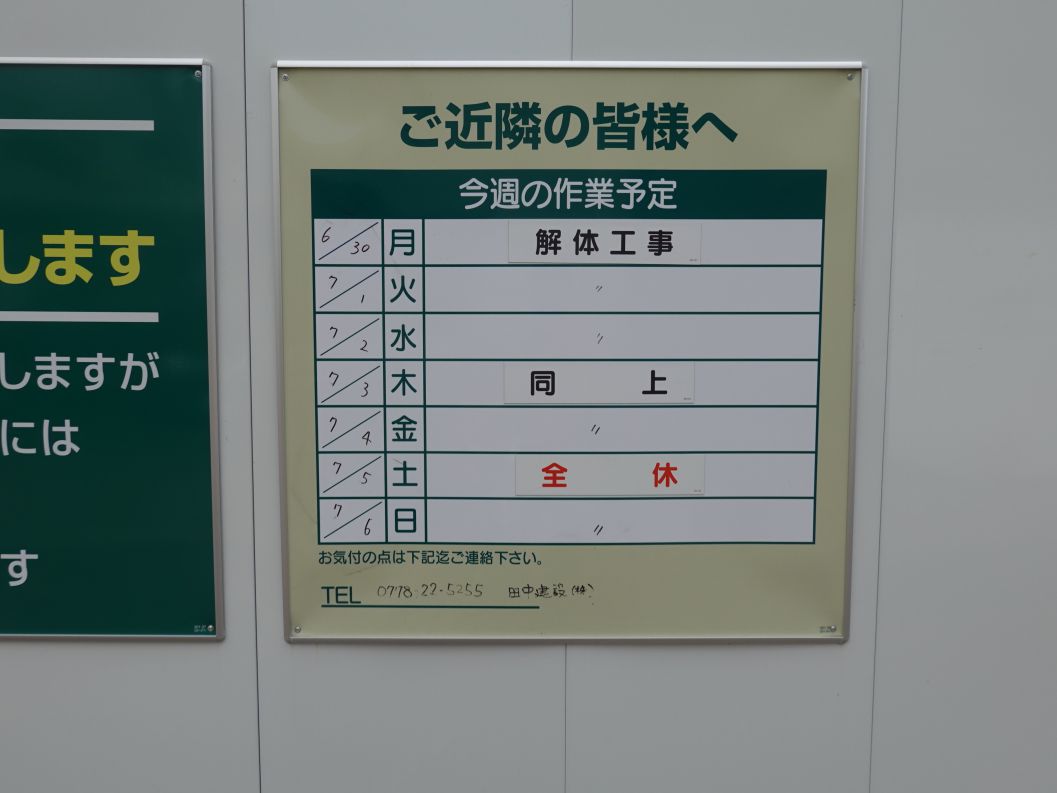 します
しますが
には
す
ご近隣の皆様へ
今週の作業予定
6/30 月 解体工事
7/1 火 〃
7/2 水 〃
7/3 木 同上
7/4 金 〃
7/5 土 全休
7/6 日 〃
お気付の点は下記迄ご連絡下さい。
TEL 0778-22-5255 田中建設(株)